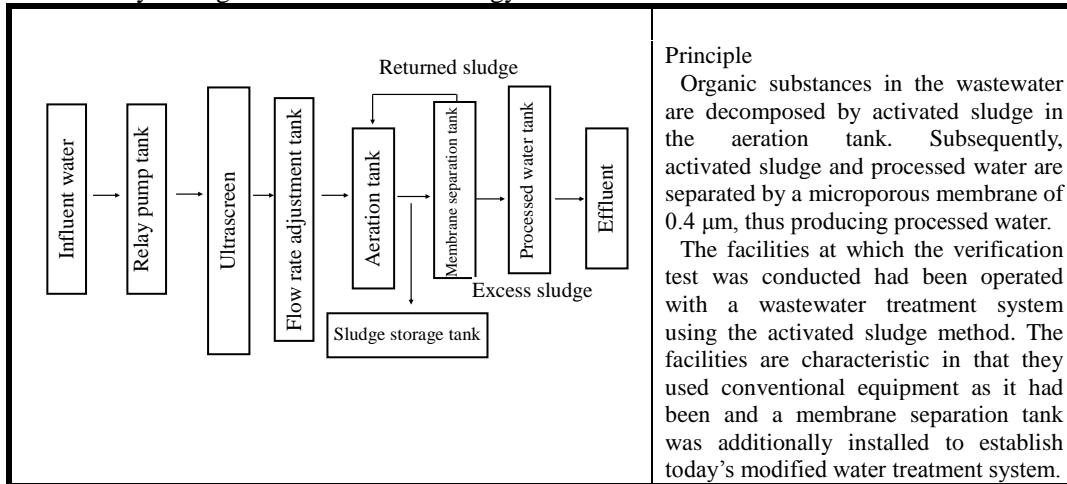 Returned sludge
Influent water
Relay pump tank
Ultrascreen
Flow rate adjustment tank
Aeration tank
Membrane separation tank
Processed water tank
Effluent
Excess sludge
Sludge storage tank
Principle
Organic substances in the wastewater
are decomposed by activated sludge in
the aeration tank. Subsequently,
activated sludge and processed water are
separated by a microporous membrane of
0.4 μm, thus producing processed water.
The facilities at which the verification
test was conducted had been operated
with a wastewater treatment system
using the activated sludge method. The
facilities are characteristic in that they
used conventional equipment as it had
been and a membrane separation tank
was additionally installed to establish
today's modified water treatment system.